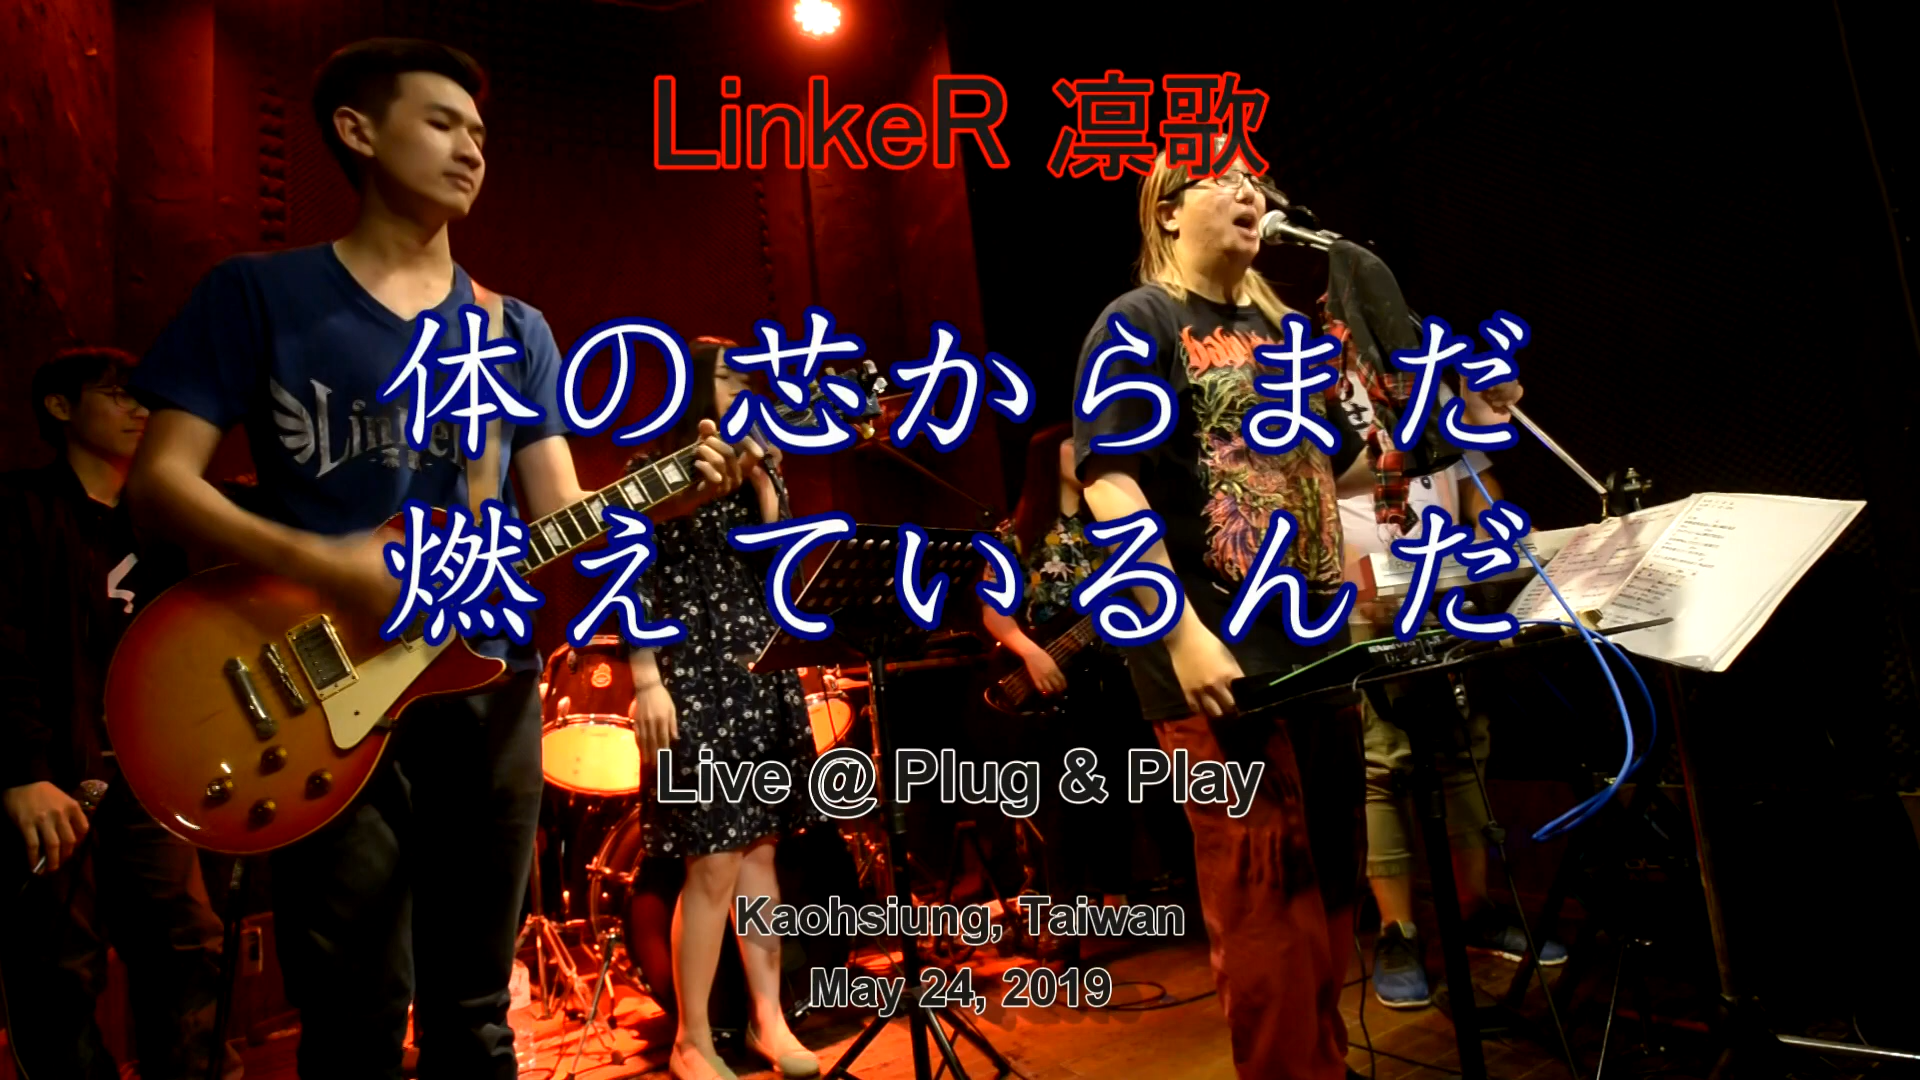 LinkeR 凛歌
体の芯からまだ
燃えているんだ
LinkeR
Live @ Plug & Play
Kaohsiung, Taiwan
May 24, 2019